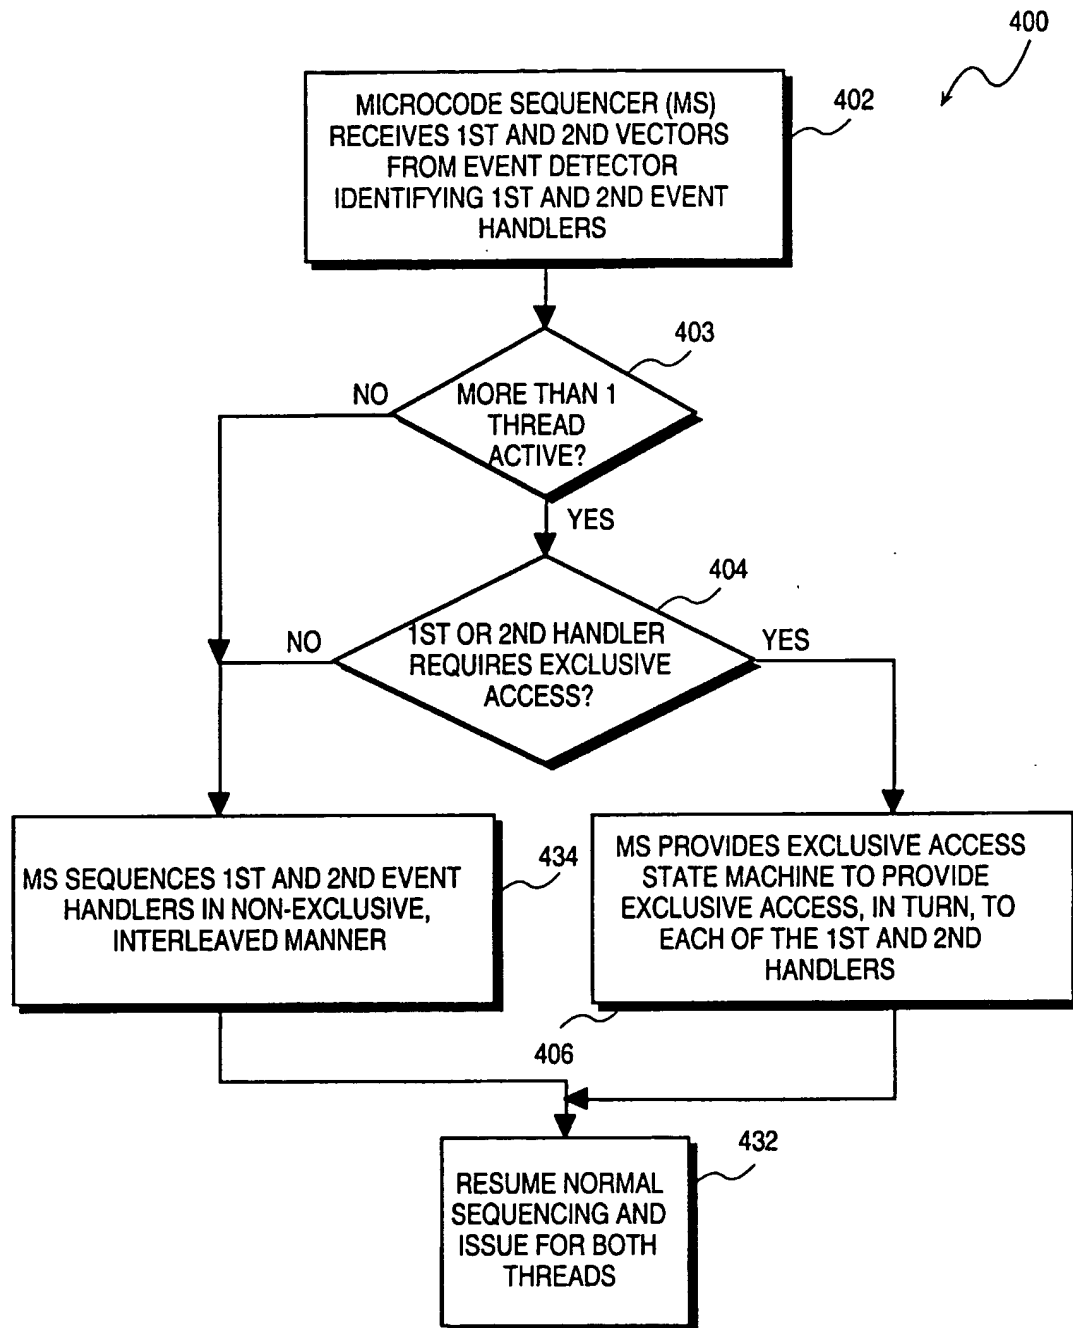 400
MICROCODE SEQUENCER (MS)
RECEIVES 1ST AND 2ND VECTORS
FROM EVENT DETECTOR
IDENTIFYING 1ST AND 2ND EVENT
HANDLERS
402
403
NO
MORE THAN 1
THREAD
ACTIVE?
YES
404
NO
1ST OR 2ND HANDLER
REQUIRES EXCLUSIVE
ACCESS?
YES
MS SEQUENCES 1ST AND 2ND EVENT
HANDLERS IN NON-EXCLUSIVE,
INTERLEAVED MANNER
434
MS PROVIDES EXCLUSIVE ACCESS
STATE MACHINE TO PROVIDE
EXCLUSIVE ACCESS, IN TURN, TO
EACH OF THE 1ST AND 2ND
HANDLERS
406
RESUME NORMAL
SEQUENCING AND
ISSUE FOR BOTH
THREADS
432